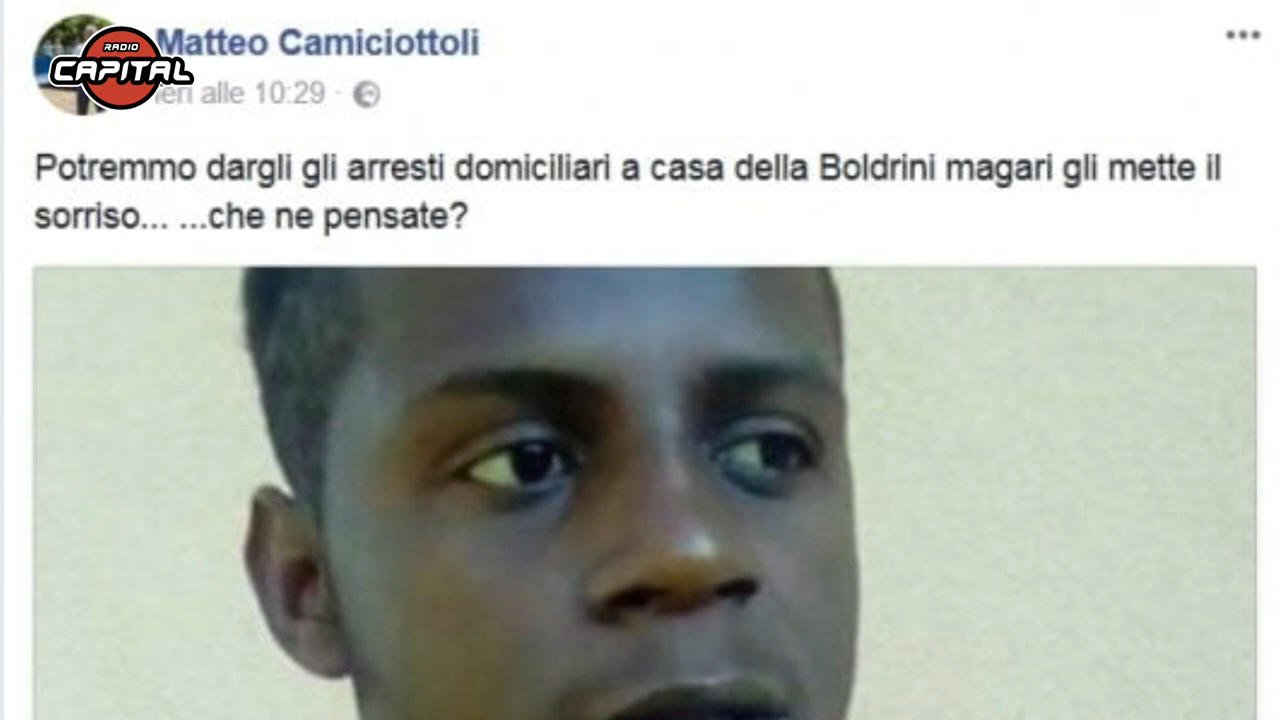 RADIO
CAPITAL
Matteo Camiciottoli
ieri alle 10:29 ·
Potremmo dargli gli arresti domiciliari a casa della Boldrini magari gli mette il
sorriso... ...che ne pensate?